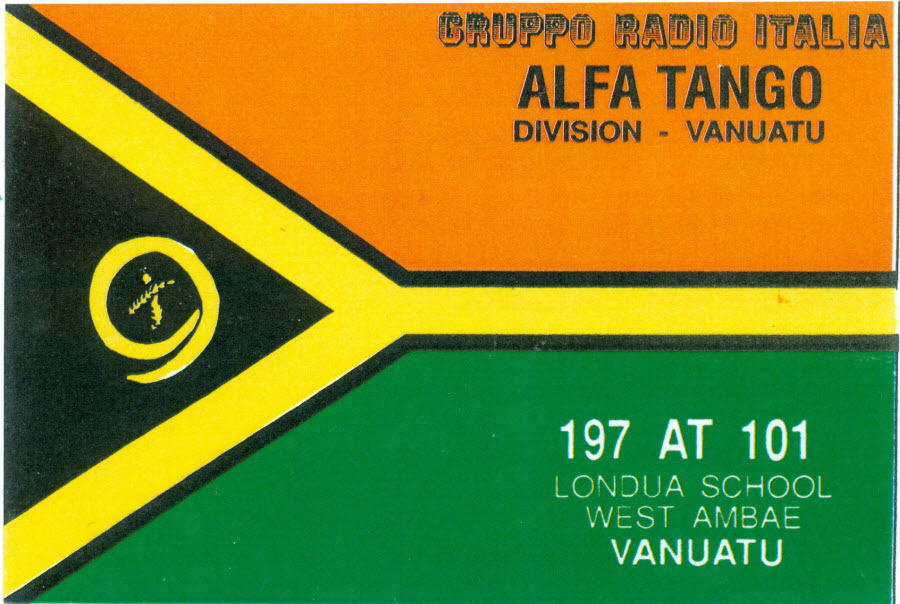 GRUPPO RADIO ITALIA
ALFA TANGO
DIVISION - VANUATU
197 AT 101
LONDUA SCHOOL
WEST AMBAE
VANUATU